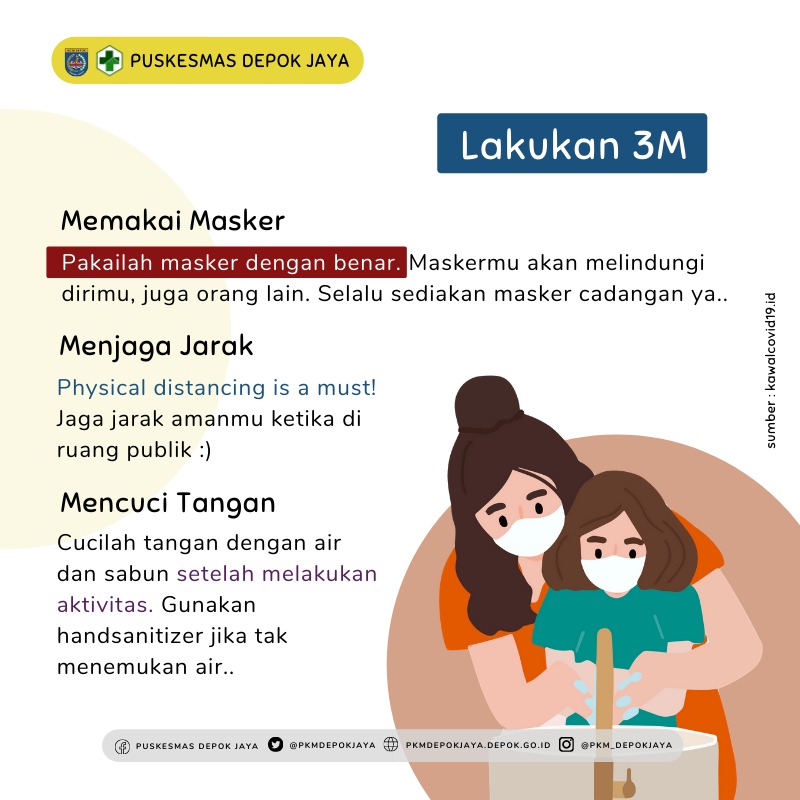 PUSKESMAS DEPOK JAYA
Lakukan 3M
Memakai Masker
Pakailah masker dengan benar. Maskermu akan melindungi
dirimu, juga orang lain. Selalu sediakan masker cadangan ya..
Menjaga Jarak
Physical distancing is a must!
Jaga jarak amanmu ketika di
ruang publik :)
Mencuci Tangan
Cucilah tangan dengan air
dan sabun setelah melakukan
aktivitas. Gunakan
handsanitizer jika tak
menemukan air..
sumber : kawalcovid19.id
PUSKESMAS DEPOK JAYA @PKMDEPOKJAYA PKMDEPOKJAYA.DEPOK.GO.ID @PKM_DEPOKJAYA